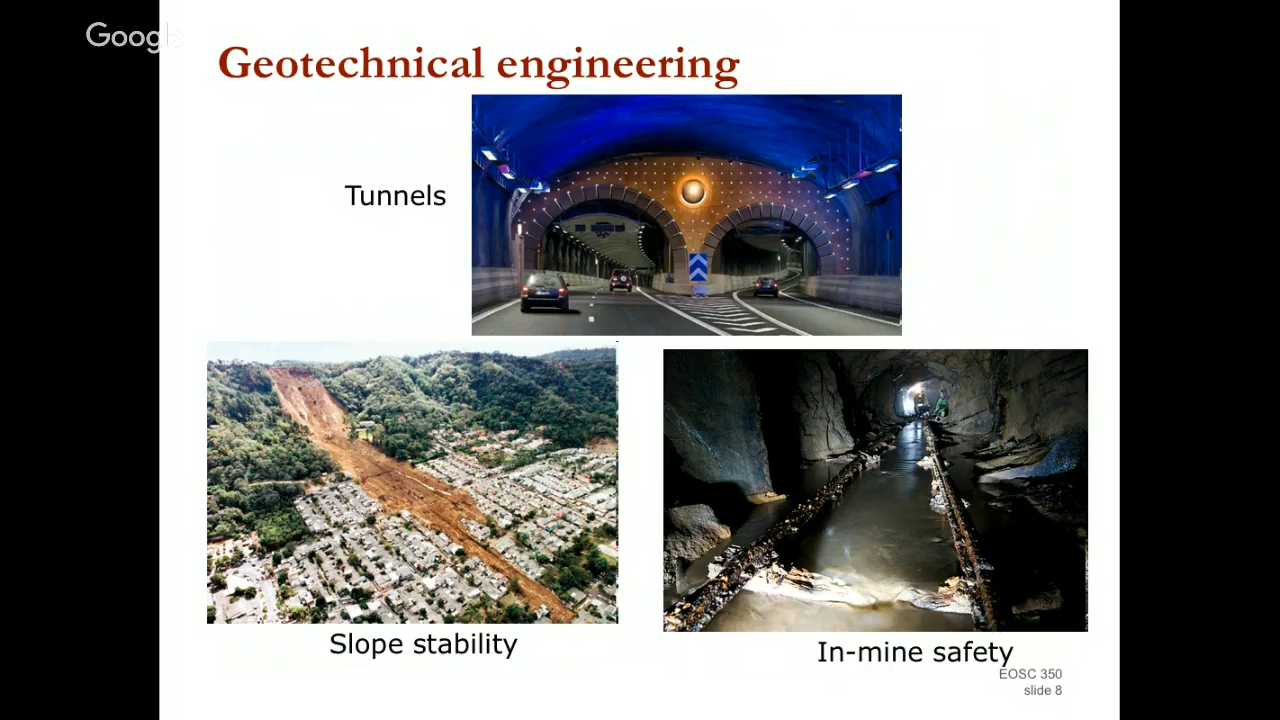 Google
Geotechnical engineering
Tunnels
Slope stability
In-mine safety
EOSC 350
slide 8